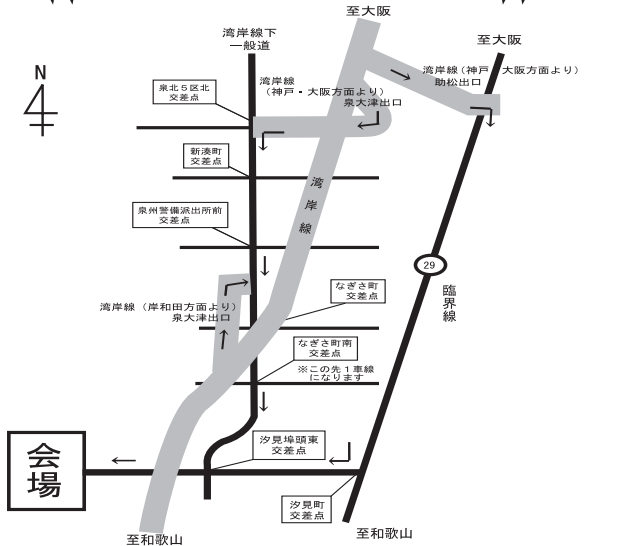 至大阪
湾岸線下
一般道
至大阪
N
湾岸線
（神戸・大阪方面より）
泉大津出口
湾岸線（神戸・大阪方面より）
助松出口
泉北５区北
交差点
新湊町
交差点
湾岸線
泉州警備派出所前
交差点
29
臨界線
なぎさ町
交差点
湾岸線（岸和田方面より）
泉大津出口
なぎさ町南
交差点
※この先１車線
になります
会場
汐見埠頭東
交差点
汐見町
交差点
至和歌山
至和歌山